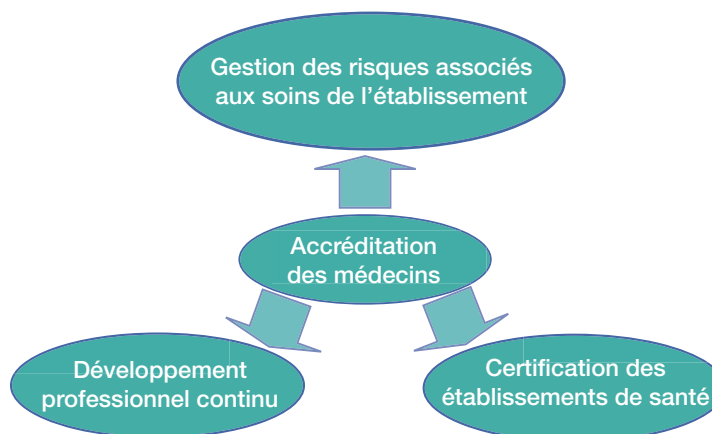 Gestion des risques associés
aux soins de l’établissement
Accréditation
des médecins
Développement
professionnel continu
Certification des
établissements de santé